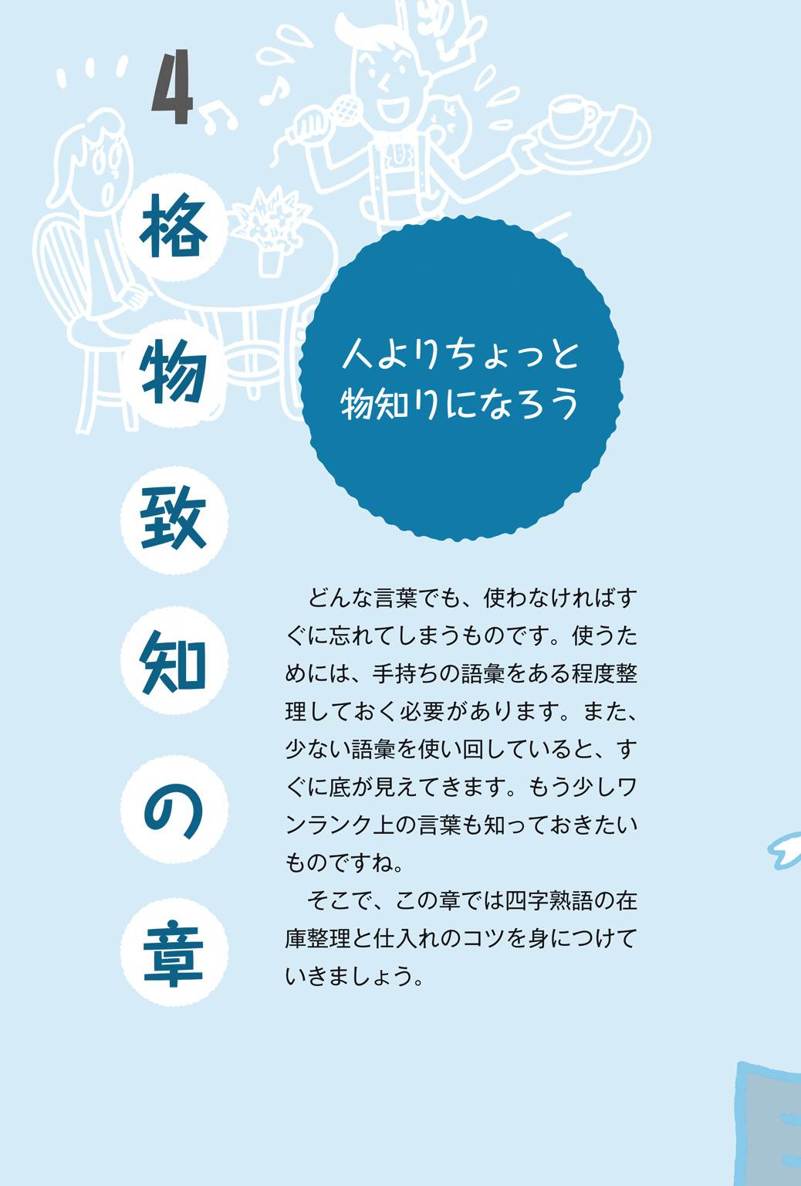 4
格物致知の章
人よりちょっと
物知りになろう
どんな言葉でも、使わなければす
ぐに忘れてしまうものです。使うた
めには、手持ちの語彙をある程度整
理しておく必要があります。また、
少ない語彙を使い回していると、す
ぐに底が見えてきます。もう少しワ
ンランク上の言葉も知っておきたい
ものですね。
そこで、この章では四字熟語の在
庫整理と仕入れのコツを身につけて
いきましょう。